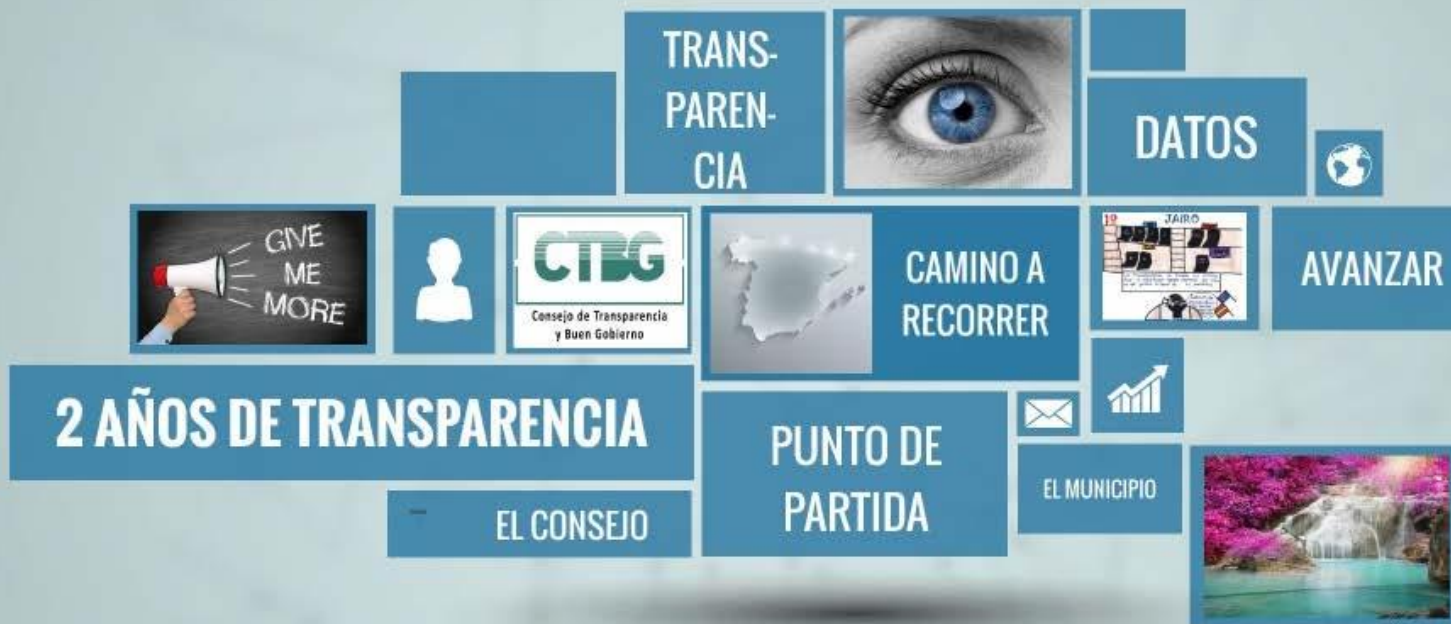 TRANS-
PAREN-
CIA
DATOS
GIVE
ME
MORE
CTBG
Consejo de Transparencia
y Buen Gobierno
CAMINO A
RECORRER
12
JAIRO
AVANZAR
2 AÑOS DE TRANSPARENCIA
PUNTO DE
PARTIDA
EL MUNICIPIO
EL CONSEJO